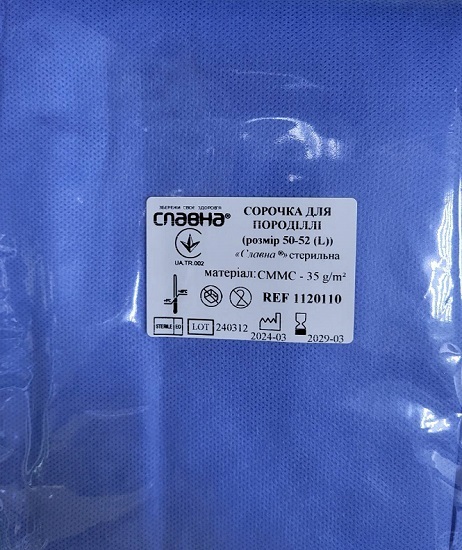 ЗБЕРЕЖИ СВОЄ ЗДОРОВ'Я
СЛАВНА®
UA.TR.002
СОРОЧКА ДЛЯ
ПОРОДІЛЛІ
(розмір 50-52 (L))
«Славна®» стерильна
матеріал: СММС - 35 g/m²
REF 1120110
STERILE EO
LOT 240312
2024-03
2029-03